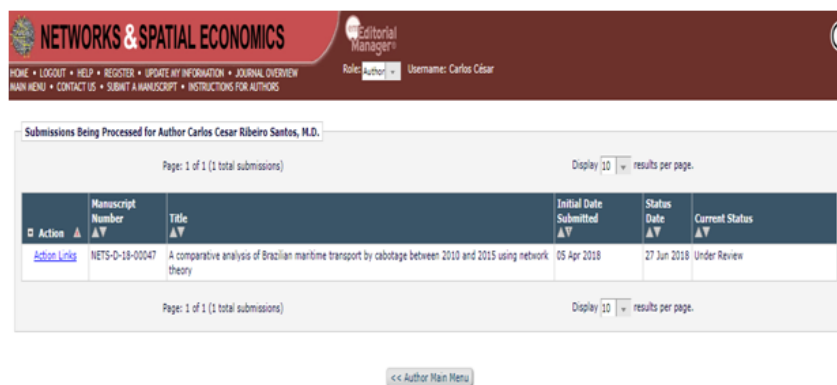 NETWORKS & SPATIAL ECONOMICS
Editorial
Manager®
HOME • LOGOUT • HELP • REGISTER • UPDATE MY INFORMATION • JOURNAL OVERVIEW
MAIN MENU • CONTACT US • SUBMIT A MANUSCRIPT • INSTRUCTIONS FOR AUTHORS
Role: Author Username: Carlos César
Submissions Being Processed for Author Carlos Cesar Ribeiro Santos, M.D.
Page: 1 of 1 (1 total submissions) Display 10 results per page.
Action Manuscript Number Title Initial Date Submitted Status Date Current Status
Action Links NETS-D-18-00047 A comparative analysis of Brazilian maritime transport by cabotage between 2010 and 2015 using network 05 Apr 2018 27 Jun 2018 Under Review
theory
Page: 1 of 1 (1 total submissions) Display 10 results per page.
<< Author Main Menu